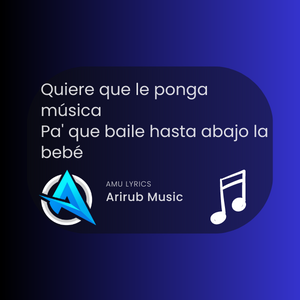 Quiere que le ponga
música
Pa' que baile hasta abajo la
bebé
AMU LYRICS
Arirub Music